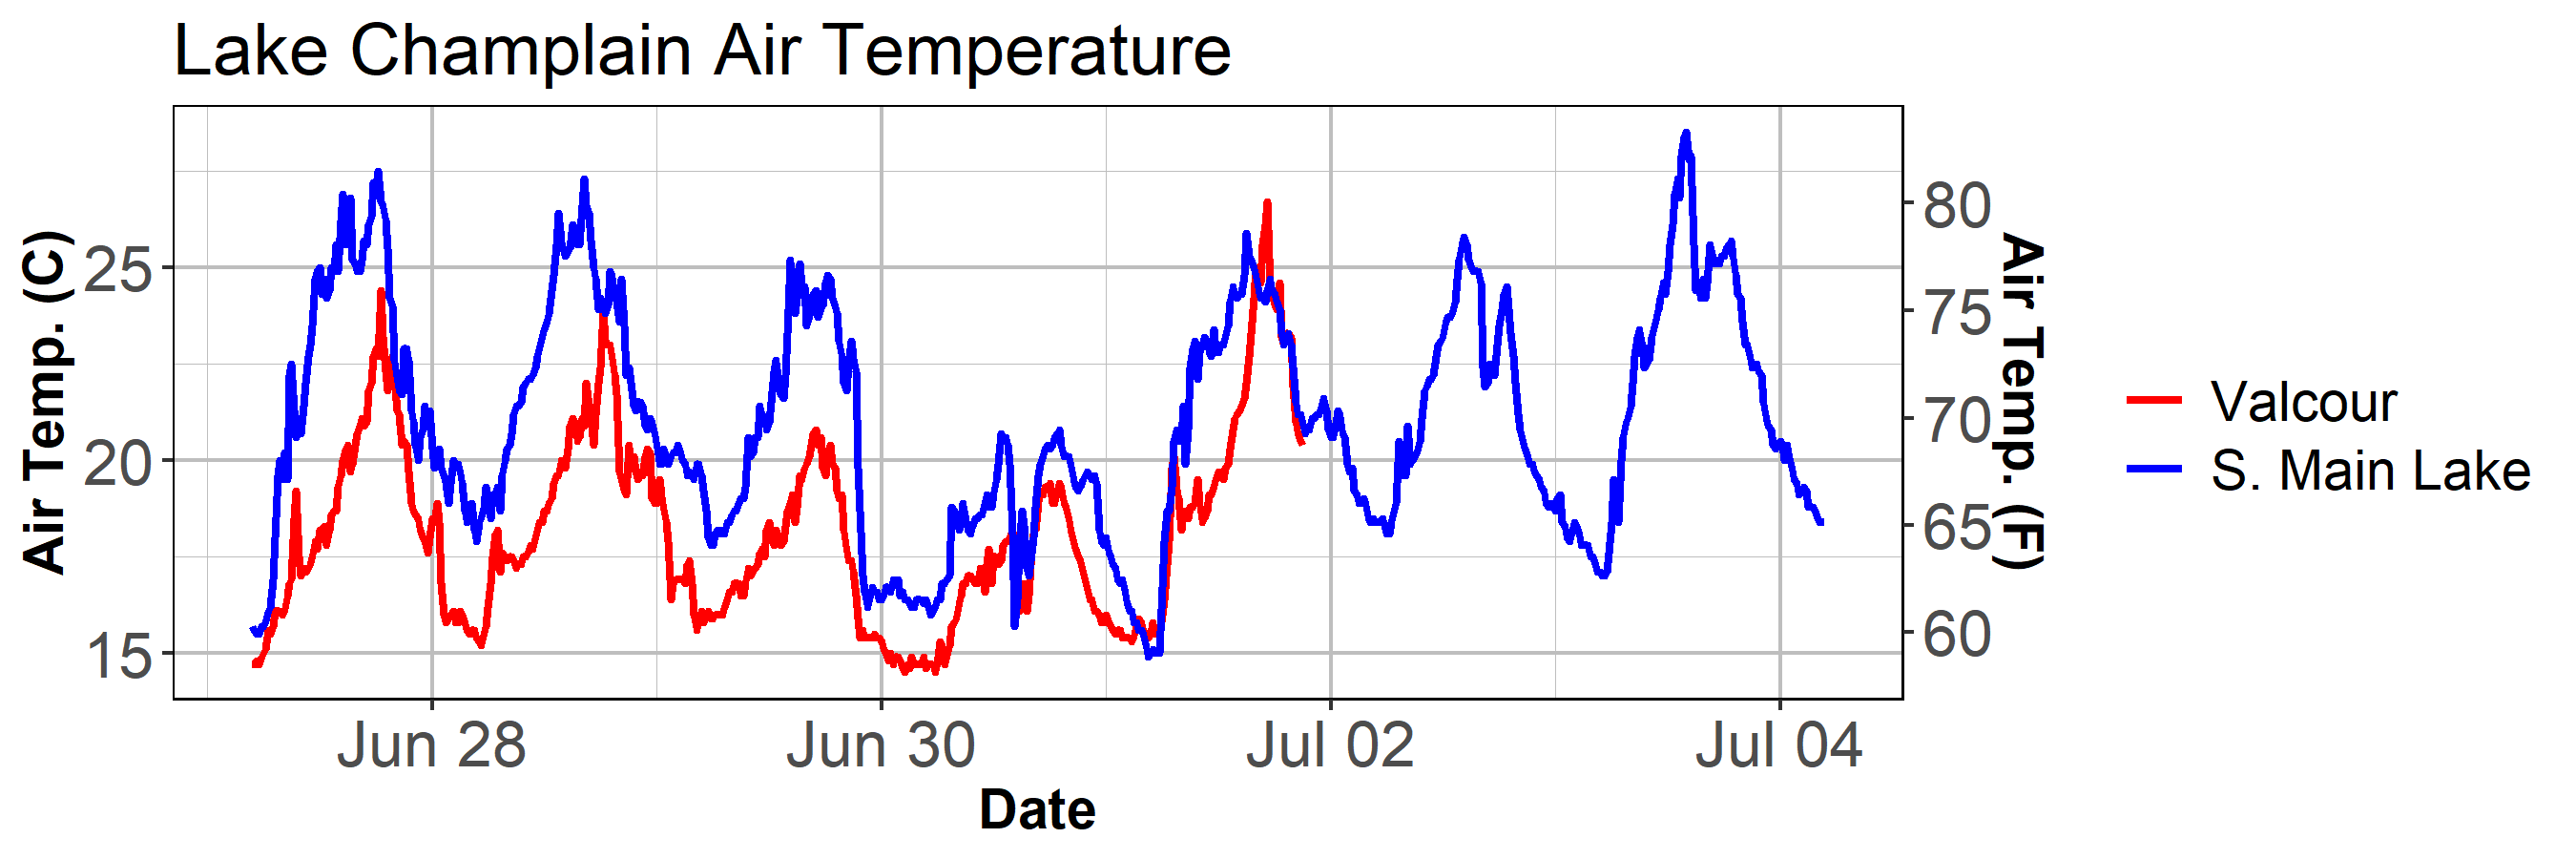 Lake Champlain Air Temperature
Air Temp. (C)
25
20
15
80
75
70
65
60
Air Temp. (F)
Jun 28
Jun 30
Jul 02
Jul 04
Date
Valcour
S. Main Lake